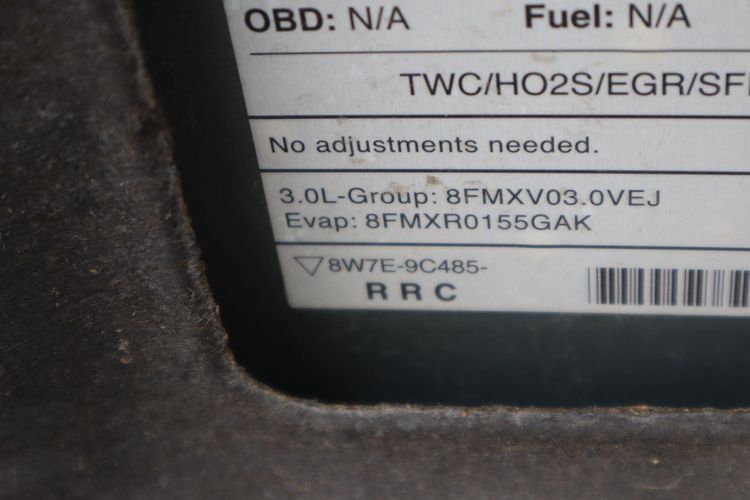 OBD: N/A Fuel: N/A
TWC/HO2S/EGR/SF
No adjustments needed.
3.0L-Group: 8FMXV03.0VEJ
Evap: 8FMXR0155GAK
8W7E-9C485-
RRC